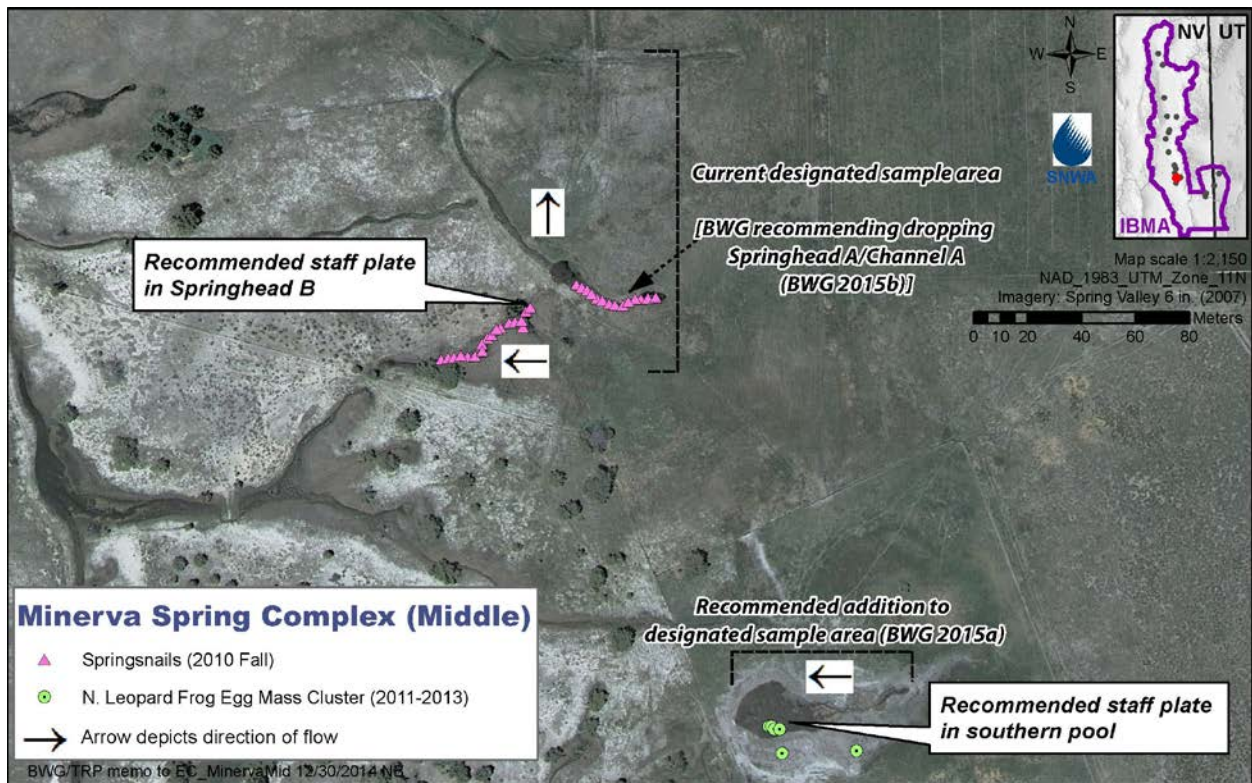 N
W
E
S
SNWA
NV
UT
IBMA
Map scale 1:2,150
NAD_1983_UTM_Zone_11N
Imagery: Spring Valley 6 in. (2007)
Meters
0 10 20 40 60 80
Current designated sample area
[BWG recommending dropping
Springhead A/Channel A
(BWG 2015b)]
Recommended staff plate
in Springhead B
Recommended addition to
designated sample area (BWG 2015a)
Recommended staff plate
in southern pool
Minerva Spring Complex (Middle)
Springsnails (2010 Fall)
N. Leopard Frog Egg Mass Cluster (2011-2013)
Arrow depicts direction of flow
BWG/TRP memo to EC_MinervaMid 12/30/2014 NB